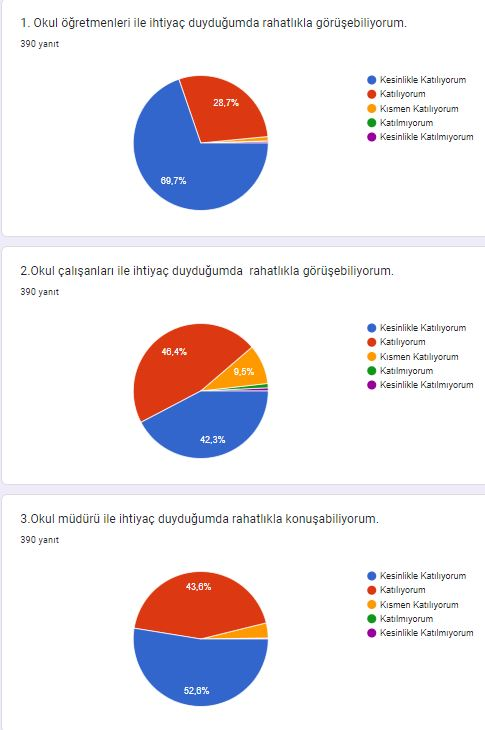 1. Okul öğretmenleri ile ihtiyaç duyduğumda rahatlıkla görüşebiliyorum.
390 yanıt
28,7%
69,7%
Kesinlikle Katılıyorum
Katılıyorum
Kısmen Katılıyorum
Katılmıyorum
Kesinlikle Katılmıyorum
2.Okul çalışanları ile ihtiyaç duyduğumda rahatlıkla görüşebiliyorum.
390 yanıt
46,4%
9,5%
42,3%
Kesinlikle Katılıyorum
Katılıyorum
Kısmen Katılıyorum
Katılmıyorum
Kesinlikle Katılmıyorum
3.Okul müdürü ile ihtiyaç duyduğumda rahatlıkla konuşabiliyorum.
390 yanıt
43,6%
52,6%
Kesinlikle Katılıyorum
Katılıyorum
Kısmen Katılıyorum
Katılmıyorum
Kesinlikle Katılmıyorum